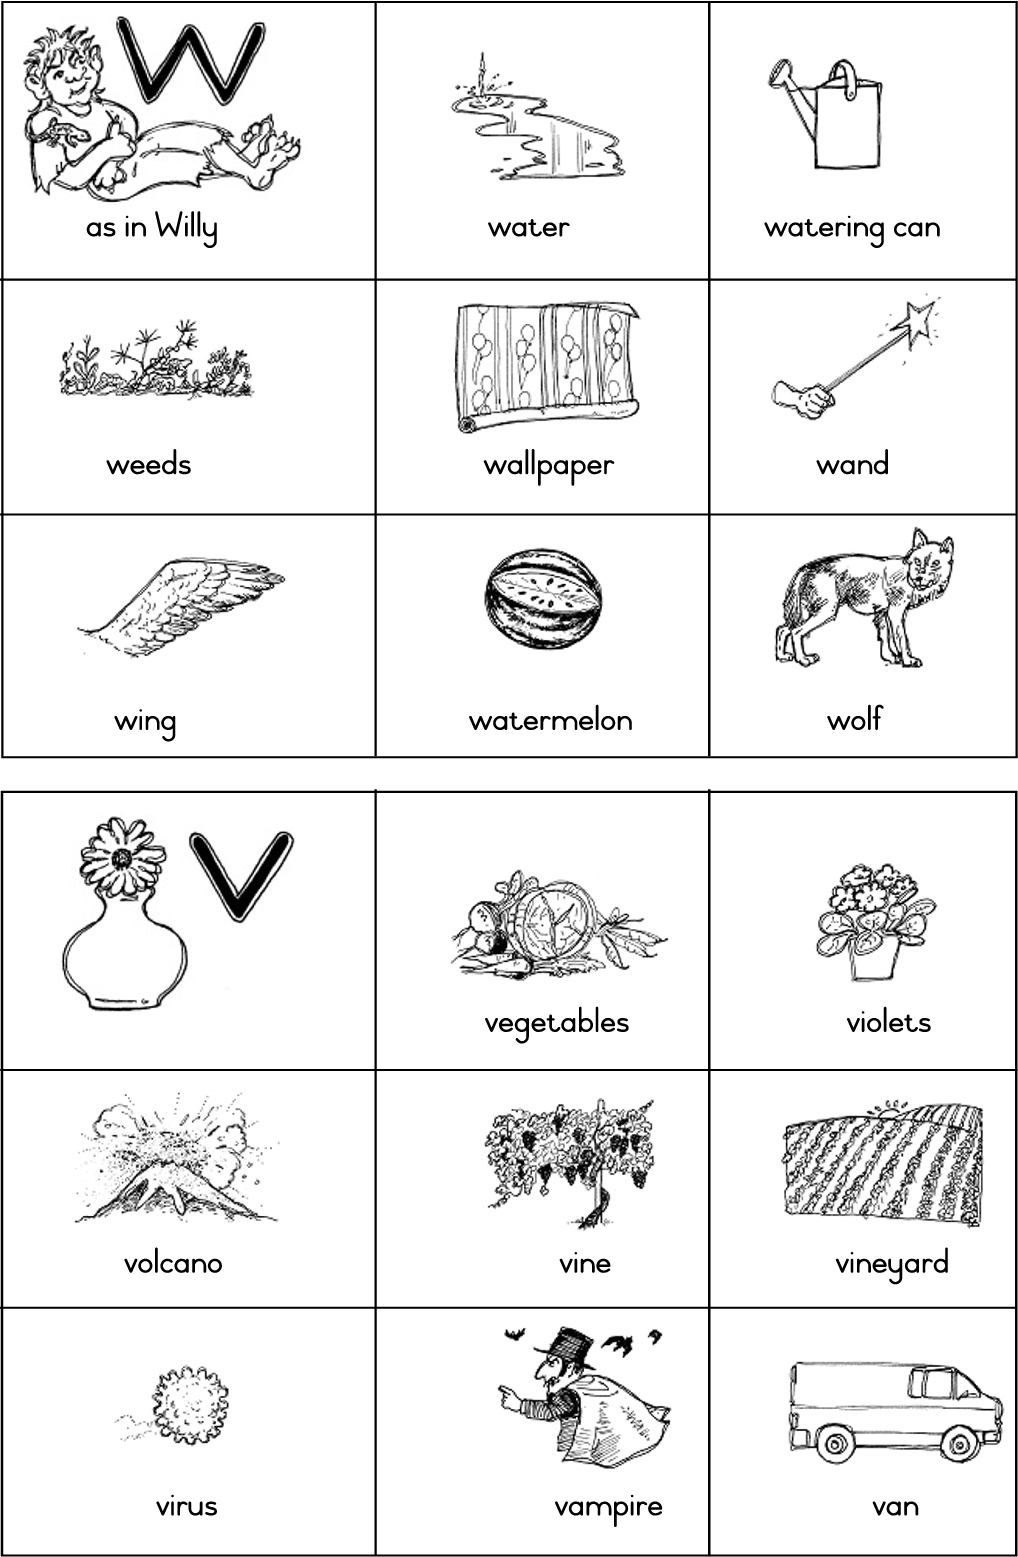 W
as in Willy
water
watering can
weeds
wallpaper
wand
wing
watermelon
wolf
V
vegetables
violets
volcano
vine
vineyard
virus
vampire
van